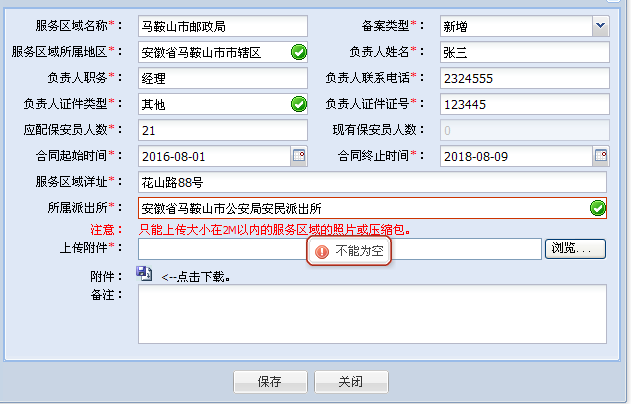 服务区域名称*： 马鞍山市邮政局 备案类型*： 新增
服务区域所属地区*： 安徽省马鞍山市市辖区 负责人姓名*： 张三
负责人职务*： 经理 负责人联系电话*： 2324555
负责人证件类型*： 其他 负责人证件证号*： 123445
应配保安员人数*： 21 现有保安员人数： 0
合同起始时间*： 2016-08-01 合同终止时间*： 2018-08-09
服务区域详址*： 花山路88号
所属派出所*： 安徽省马鞍山市公安局安民派出所
注意： 只能上传大小在2M以内的服务区域的照片或压缩包。
上传附件*： 浏览...
不能为空
附件： <--点击下载。
备注：
保存 关闭